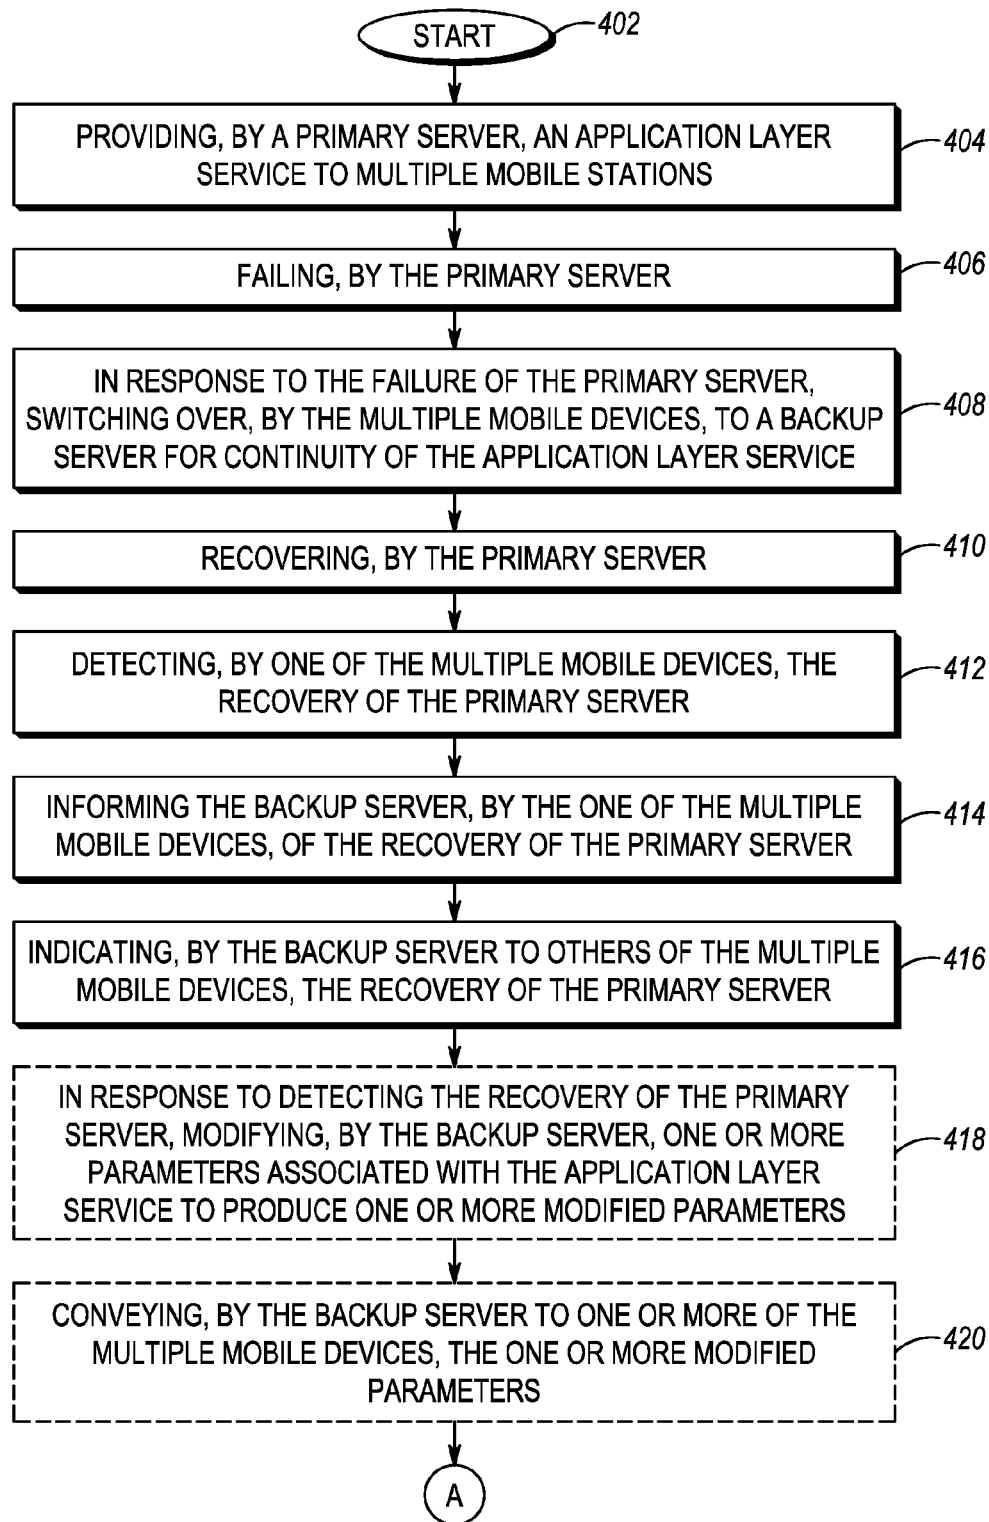 START
402
PROVIDING, BY A PRIMARY SERVER, AN APPLICATION LAYER
SERVICE TO MULTIPLE MOBILE STATIONS
404
FAILING, BY THE PRIMARY SERVER
406
IN RESPONSE TO THE FAILURE OF THE PRIMARY SERVER,
SWITCHING OVER, BY THE MULTIPLE MOBILE DEVICES, TO A BACKUP
SERVER FOR CONTINUITY OF THE APPLICATION LAYER SERVICE
408
RECOVERING, BY THE PRIMARY SERVER
410
DETECTING, BY ONE OF THE MULTIPLE MOBILE DEVICES, THE
RECOVERY OF THE PRIMARY SERVER
412
INFORMING THE BACKUP SERVER, BY THE ONE OF THE MULTIPLE
MOBILE DEVICES, OF THE RECOVERY OF THE PRIMARY SERVER
414
INDICATING, BY THE BACKUP SERVER TO OTHERS OF THE MULTIPLE
MOBILE DEVICES, THE RECOVERY OF THE PRIMARY SERVER
416
IN RESPONSE TO DETECTING THE RECOVERY OF THE PRIMARY
SERVER, MODIFYING, BY THE BACKUP SERVER, ONE OR MORE
PARAMETERS ASSOCIATED WITH THE APPLICATION LAYER
SERVICE TO PRODUCE ONE OR MORE MODIFIED PARAMETERS
418
CONVEYING, BY THE BACKUP SERVER TO ONE OR MORE OF THE
MULTIPLE MOBILE DEVICES, THE ONE OR MORE MODIFIED
PARAMETERS
420
A